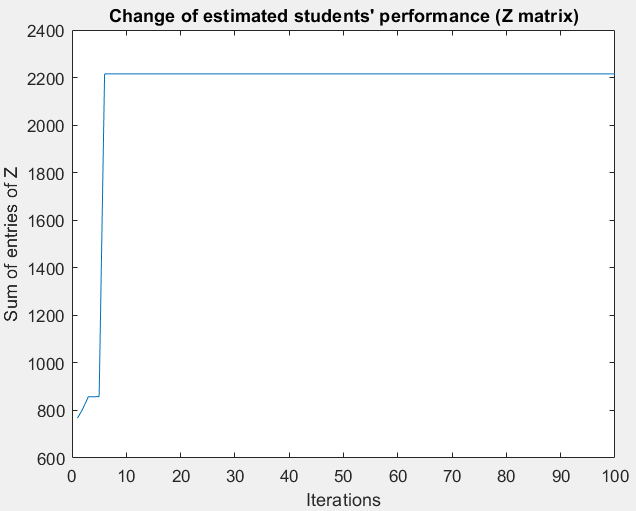 Change of estimated students' performance (Z matrix)
2400
2200
2000
1800
1600
1400
1200
1000
800
600
Sum of entries of Z
0 10 20 30 40 50 60 70 80 90 100
Iterations